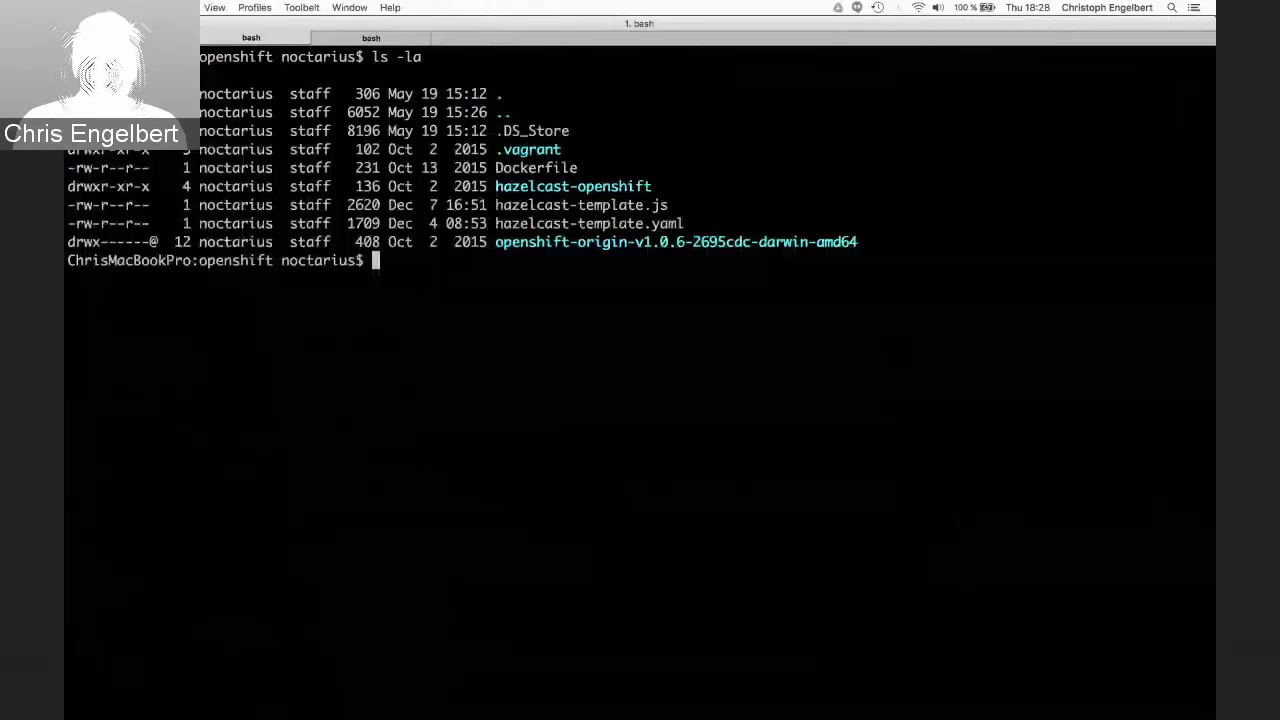 View Profiles Toolbelt Window Help 100 % Thu 18:28 Christoph Engelbert
1. bash
bash bash
openshift noctarius$ ls -la
noctarius staff 306 May 19 15:12 .
noctarius staff 6052 May 19 15:26 ..
noctarius staff 8196 May 19 15:12 .DS_Store
Chris Engelbert
drwxr-xr-x 3 noctarius staff 102 Oct 2 2015 .vagrant
-rw-r--r-- 1 noctarius staff 231 Oct 13 2015 Dockerfile
drwxr-xr-x 4 noctarius staff 136 Oct 2 2015 hazelcast-openshift
-rw-r--r-- 1 noctarius staff 2620 Dec 7 16:51 hazelcast-template.js
-rw-r--r-- 1 noctarius staff 1709 Dec 4 08:53 hazelcast-template.yaml
drwx------@ 12 noctarius staff 408 Oct 2 2015 openshift-origin-v1.0.6-2695cdc-darwin-amd64
ChrisMacBookPro:openshift noctarius$